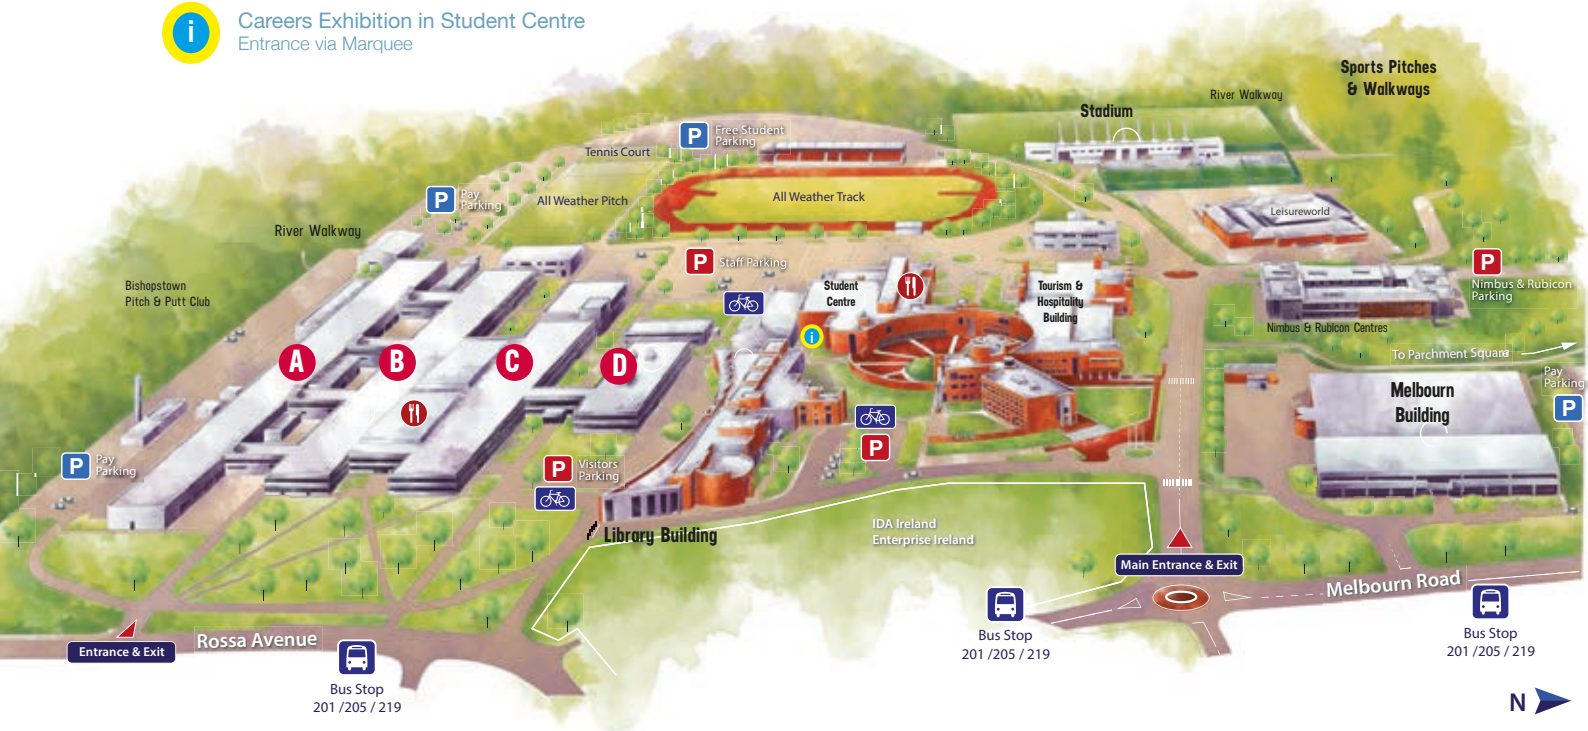 i
Careers Exhibition in Student Centre
Entrance via Marquee
Sports Pitches
& Walkways
River Walkway
Stadium
P
Free Student
Parking
Tennis Court
P
Pay
Parking
All Weather Pitch
All Weather Track
Leisureworld
River Walkway
P
Staff Parking
P
Nimbus & Rubicon
Parking
Bishopstown
Pitch & Putt Club
Student
Centre
Tourism &
Hospitality
Building
Nimbus & Rubicon Centres
i
To Parchment Square
A
B
C
D
Pay
Parking
P
Melbourn
Building
P
P
Pay
Parking
P
Visitors
Parking
Library Building
IDA Ireland
Enterprise Ireland
Main Entrance & Exit
Melbourn Road
Rossa Avenue
Entrance & Exit
Bus Stop
201 /205 / 219
Bus Stop
201 /205 / 219
Bus Stop
201 /205 / 219
N